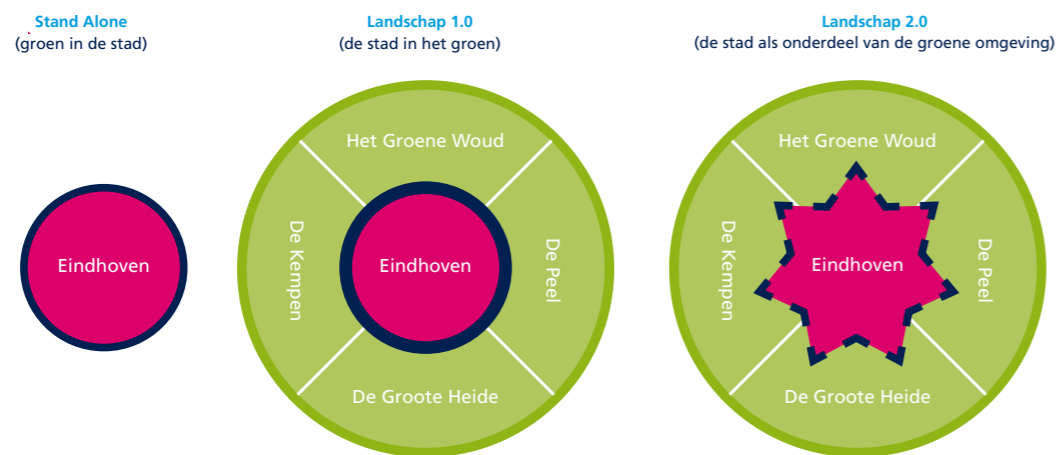 Stand Alone
(groen in de stad)
Eindhoven
Landschap 1.0
(de stad in het groen)
Het Groene Woud
De Kempen
Eindhoven
De Peel
De Groote Heide
Landschap 2.0
(de stad als onderdeel van de groene omgeving)
Het Groene Woud
De Kempen
Eindhoven
De Peel
De Groote Heide